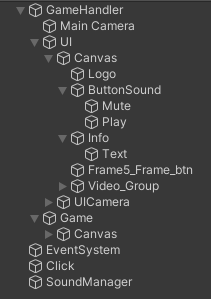 GameHandler
Main Camera
UI
Canvas
Logo
ButtonSound
Mute
Play
Info
Text
Frame5_Frame_btn
Video_Group
UICamera
Game
Canvas
EventSystem
Click
SoundManager